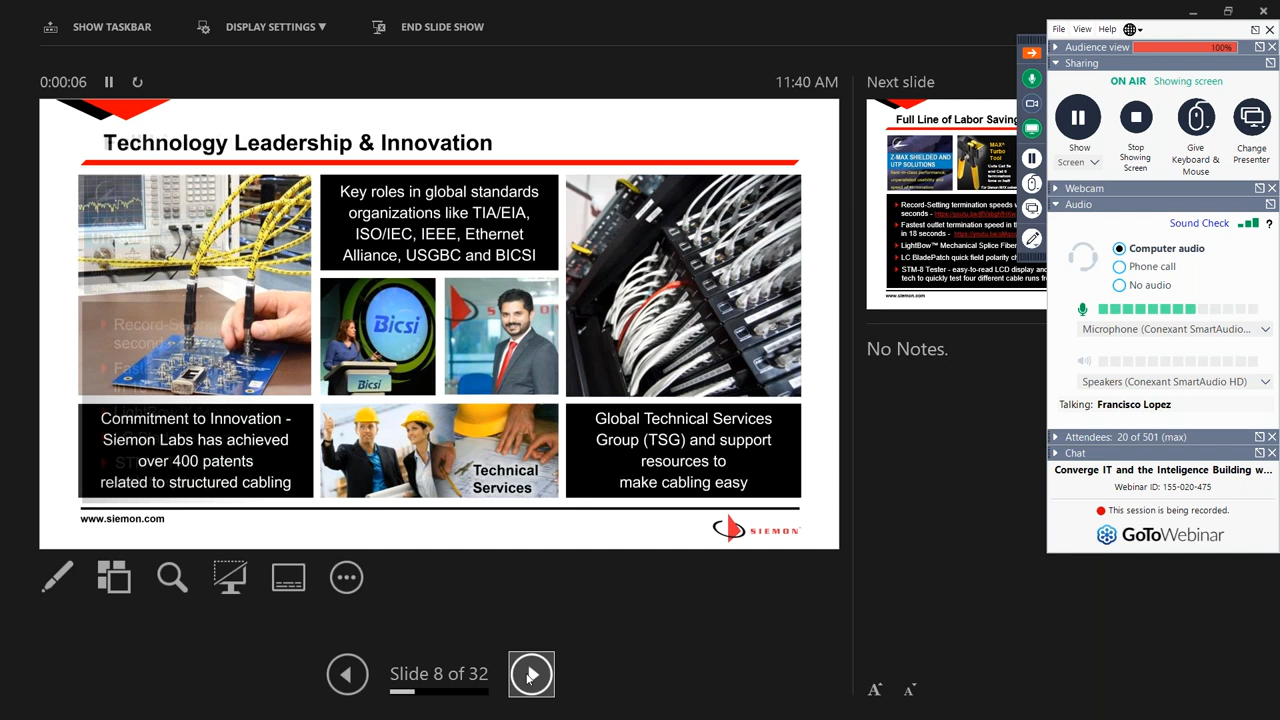 SHOW TASKBAR
DISPLAY SETTINGS ▼
END SLIDE SHOW
0:00:06
11:40 AM
Technology Leadership & Innovation
Key roles in global standards
organizations like TIA/EIA,
ISO/IEC, IEEE, Ethernet
Alliance, USGBC and BICSI
Bicsi
Bicsi
Commitment to Innovation -
Siemon Labs has achieved
over 400 patents
related to structured cabling
Technical
Services
Global Technical Services
Group (TSG) and support
resources to
make cabling easy
www.siemon.com
SIEMON
Slide 8 of 32
Next slide
Full Line of Labor Saving
Z-MAX SHIELDED AND
UTP SOLUTIONS
MAX®
Turbo
Tool
Record-Setting termination speeds
seconds -
Fastest outlet termination speed in
in 18 seconds -
LightBow™ Mechanical Splice Fiber
LC BladePatch quick field polarity
STM-8 Tester - easy-to-read LCD display and
tech to quickly test four different cable runs
www.siemon.com
No Notes.
A A
File View Help
Audience view 100%
Sharing
ON AIR Showing screen
Show
Screen
Stop
Showing
Screen
Give
Keyboard &
Mouse
Change
Presenter
Webcam
Audio
Sound Check ?
Computer audio
Phone call
No audio
Microphone (Conexant SmartAudio...
Speakers (Conexant SmartAudio HD)
Talking: Francisco Lopez
Attendees: 20 of 501 (max)
Chat
Converge IT and the Inteligence Building w...
Webinar ID: 155-020-475
This session is being recorded.
GoToWebinar